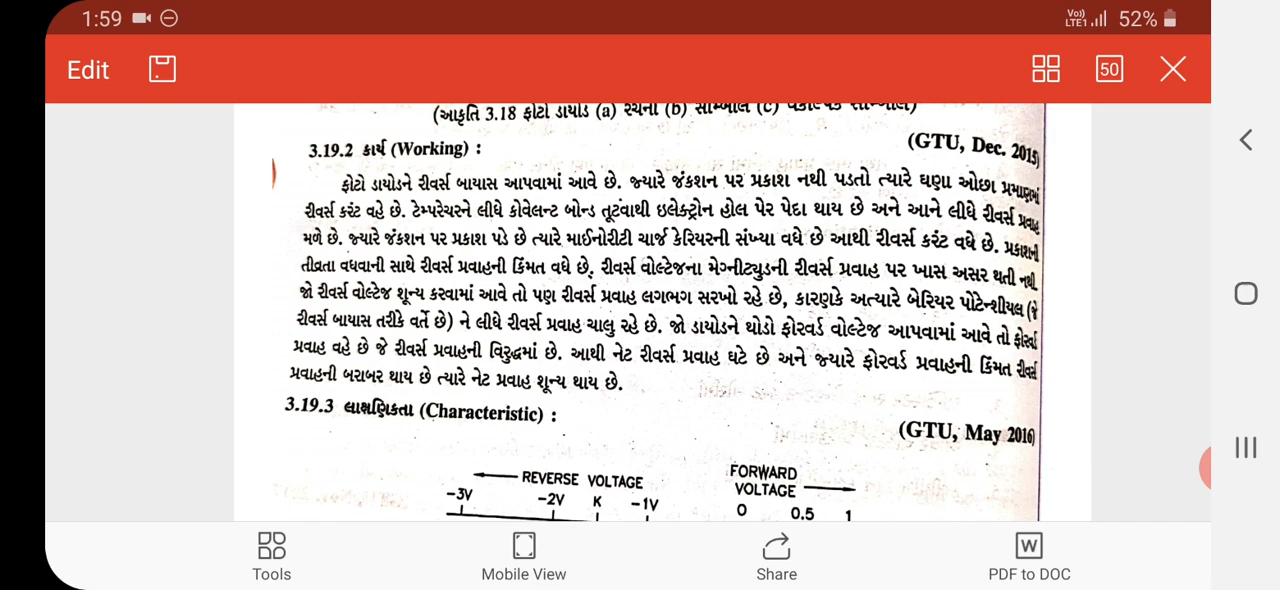 1:59
Vo)) LTE1 52%
Edit
50
(આકૃતિ 3.18 ફોટો ડાયોડ (a) રચના (b) સીમ્બોલ (c)
3.19.2 કાર્ય (Working) : (GTU, Dec. 2015)
ફોટો ડાયોડને રીવર્સ બાયાસ આપવામાં આવે છે. જ્યારે જંકશન પર પ્રકાશ નથી પડતો ત્યારે ઘણા ઓછા પ્રમાણમાં
રીવર્સ કરંટ વહે છે. ટેમ્પરેચરને લીધે કોવેલન્ટ બોન્ડ તૂટવાથી ઇલેક્ટ્રોન હોલ પેર પેદા થાય છે અને આને લીધે રીવર્સ પ્રવાહ
મળે છે. જ્યારે જંકશન પર પ્રકાશ પડે છે ત્યારે માઈનોરીટી ચાર્જ કેરિયરની સંખ્યા વધે છે આથી રીવર્સ કરંટ વધે છે. પ્રકાશની
તીવ્રતા વધવાની સાથે રીવર્સ પ્રવાહની કિંમત વધે છે. રીવર્સ વોલ્ટેજના મેગ્નીટ્યુડની રીવર્સ પ્રવાહ પર ખાસ અસર થતી નથી
જો રીવર્સ વોલ્ટેજ શૂન્ય કરવામાં આવે તો પણ રીવર્સ પ્રવાહ લગભગ સરખો રહે છે, કારણકે અત્યારે બેરિયર પોટેન્શીયલ (જે
રીવર્સ બાયાસ તરીકે વર્તે છે) ને લીધે રીવર્સ પ્રવાહ ચાલુ રહે છે. જો ડાયોડને થોડો ફોરવર્ડ વોલ્ટેજ આપવામાં આવે તો ફોરવર્ડ
પ્રવાહ વહે છે જે રીવર્સ પ્રવાહની વિરુદ્ધમાં છે. આથી નેટ રીવર્સ પ્રવાહ ઘટે છે અને જ્યારે ફોરવર્ડ પ્રવાહની કિંમત રીવર્સ
પ્રવાહની બરાબર થાય છે ત્યારે નેટ પ્રવાહ શૂન્ય થાય છે.
3.19.3 લાક્ષણિકતા (Characteristic) : (GTU, May 2016)
REVERSE VOLTAGE FORWARD VOLTAGE
-3V -2V K -1V 0 0.5 1
Tools Mobile View Share PDF to DOC